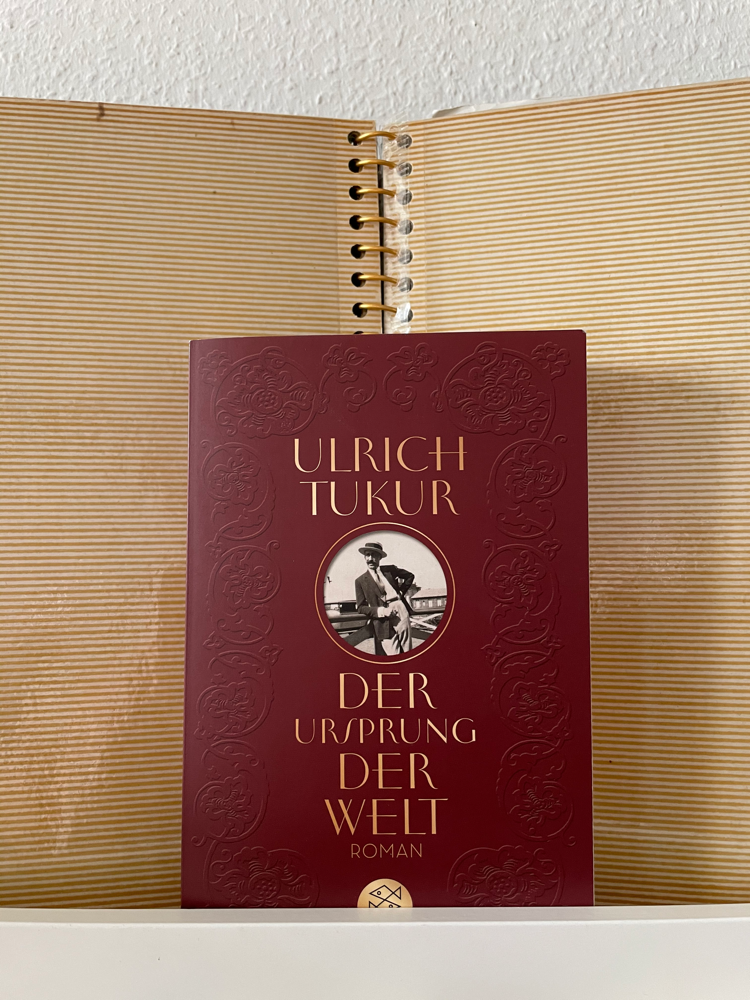 ULRICH
TUKUR
DER
URSPRUNG
DER
WELT
ROMAN